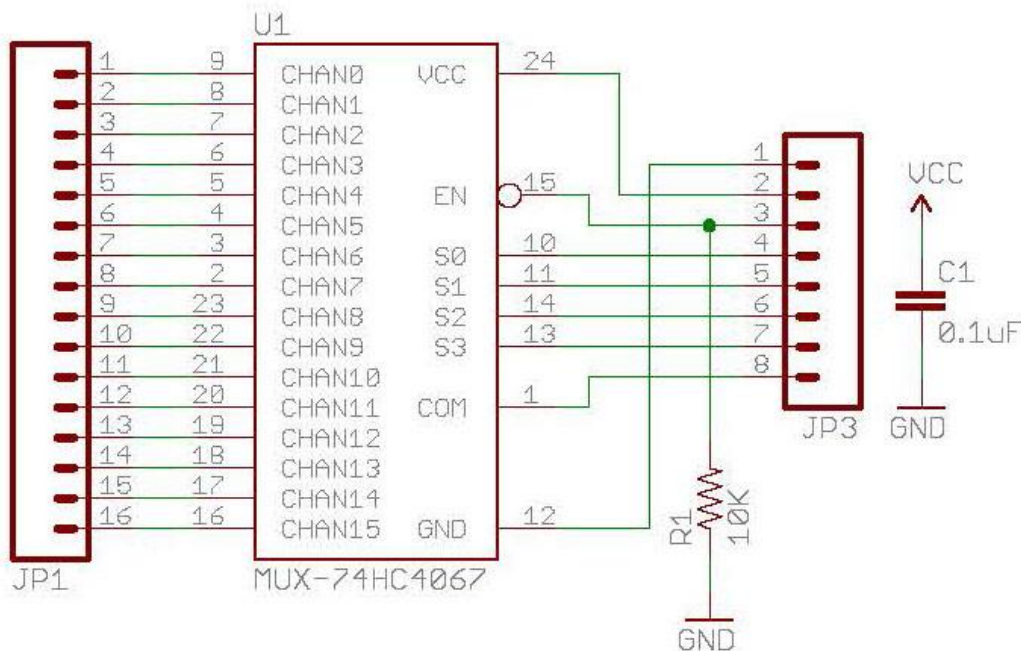 U1
1 9 CHAN0 VCC 24
2 8 CHAN1
3 7 CHAN2
4 6 CHAN3 1
5 5 CHAN4 EN 15 2
6 4 CHAN5 3
7 3 CHAN6 S0 10 4
8 2 CHAN7 S1 11 5
9 23 CHAN8 S2 14 6
10 22 CHAN9 S3 13 7
11 21 CHAN10 8
12 20 CHAN11 COM 1
13 19 CHAN12
14 18 CHAN13
15 17 CHAN14
16 16 CHAN15 GND 12
JP1
MUX-74HC4067
JP3
VCC
C1
0.1uF
GND
R1
10K
GND